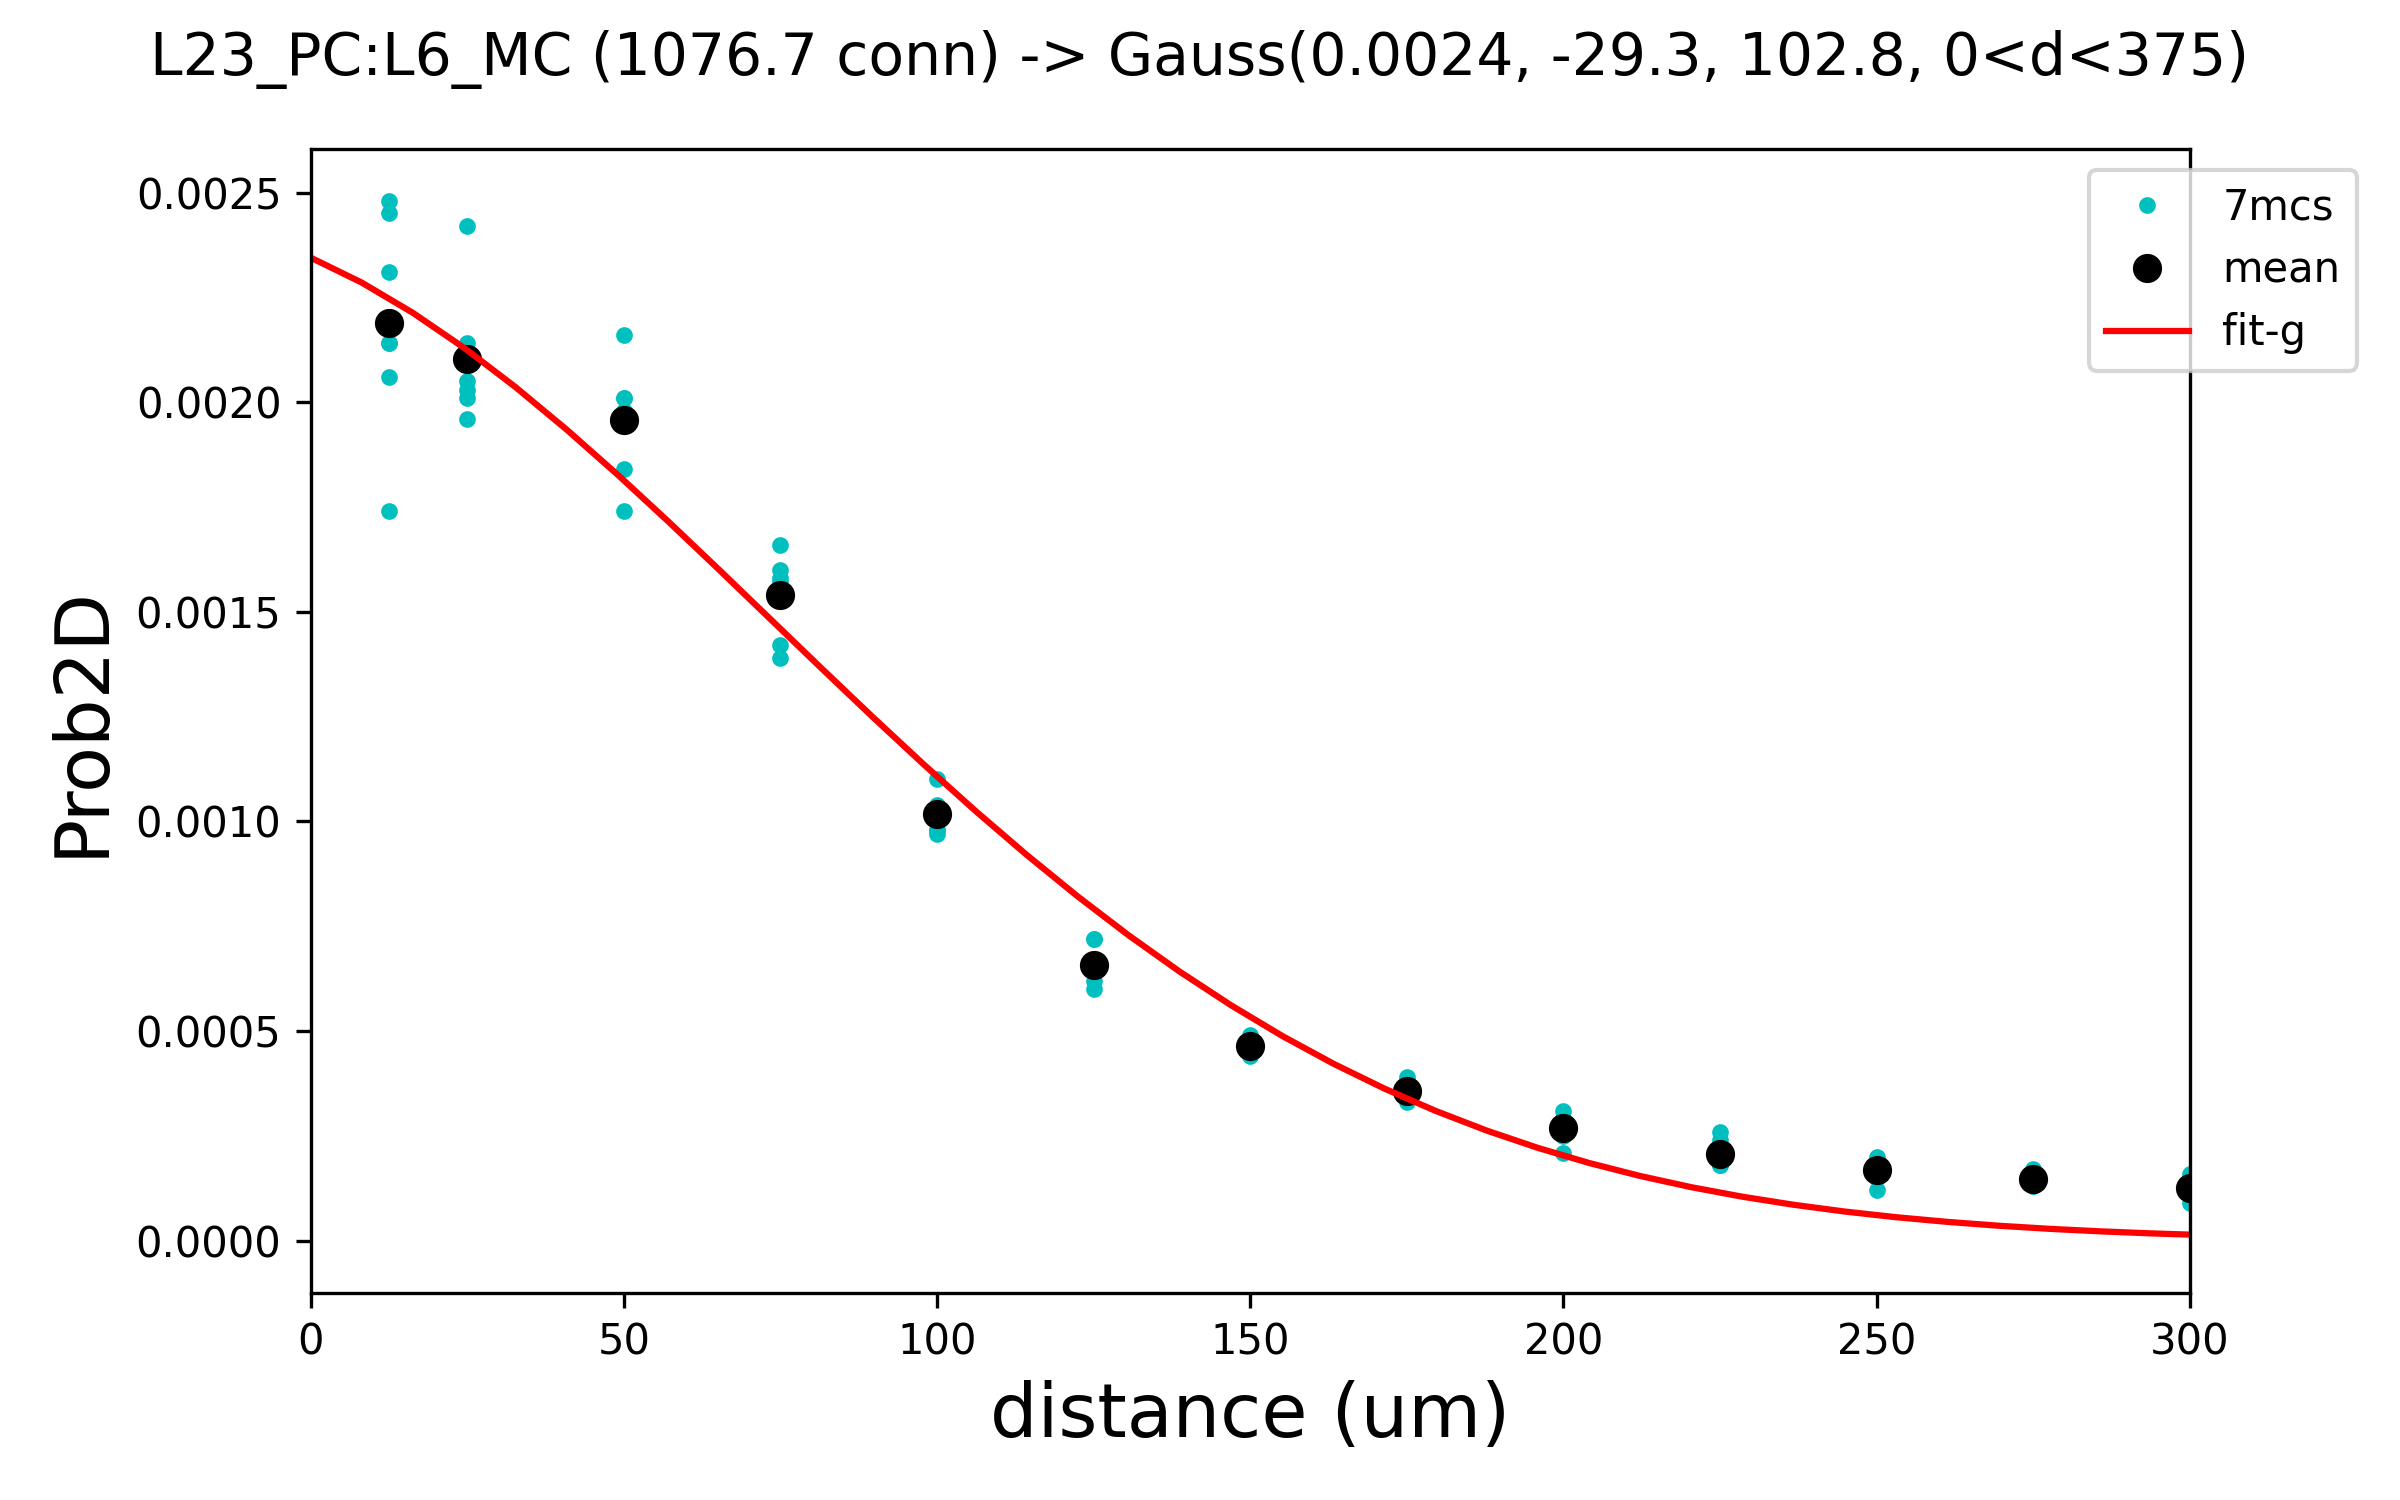 L23_PC:L6_MC (1076.7 conn) -> Gauss(0.0024, -29.3, 102.8, 0<d<375)
7mcs
mean
fit-g
Prob2D
0.0025
0.0020
0.0015
0.0010
0.0005
0.0000
0 50 100 150 200 250 300
distance (um)